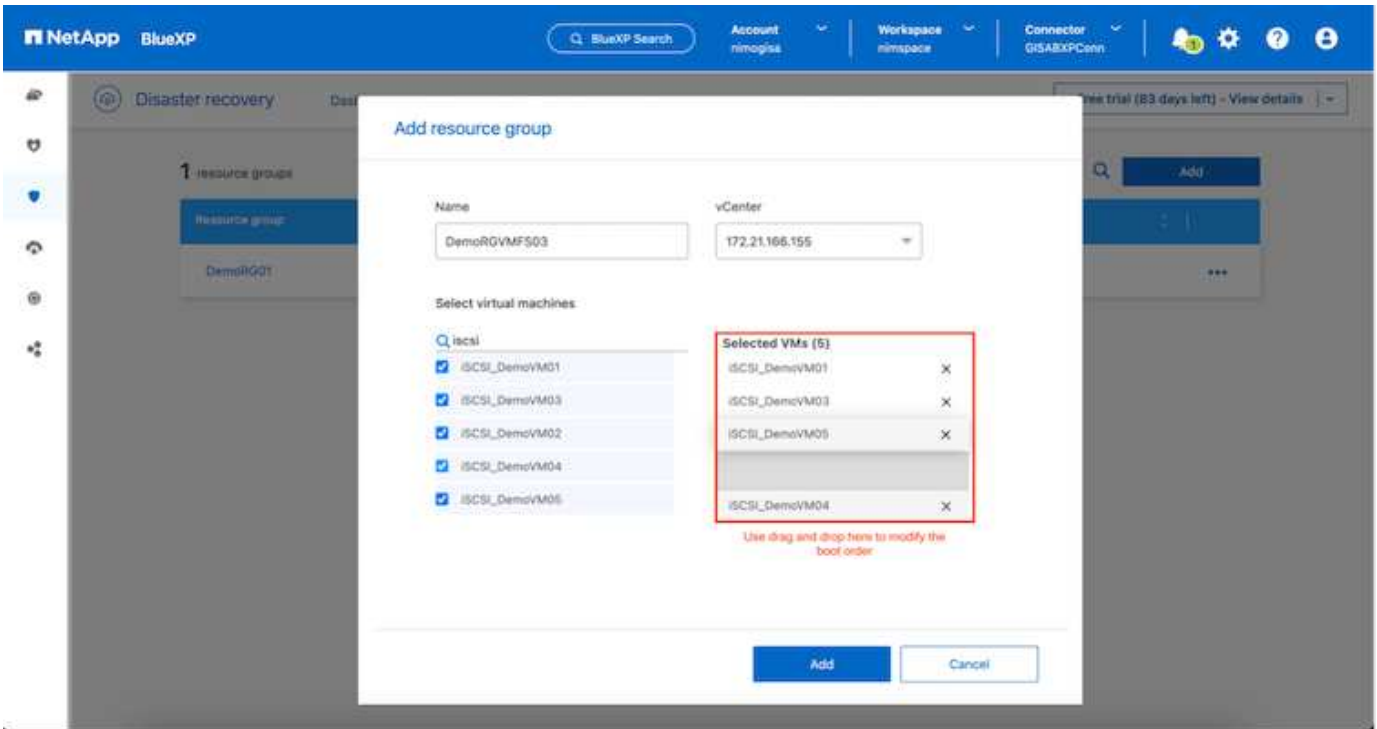 NetApp BlueXP
BlueXP Search
Account
nimogisa
Workspace
nimspace
Connector
GISABXPConn
Disaster recovery
Free trial (83 days left) - View details
Add resource group
1 resource groups
Add
Resource group
DemoRG01
Name
vCenter
DemoRGVMFS03
172.21.166.155
Select virtual machines
iscsi
iSCSI_DemoVM01
iSCSI_DemoVM03
iSCSI_DemoVM02
iSCSI_DemoVM04
iSCSI_DemoVM05
Selected VMs (5)
iSCSI_DemoVM01
iSCSI_DemoVM03
iSCSI_DemoVM05
iSCSI_DemoVM04
Use drag and drop here to modify the
boot order
Add
Cancel